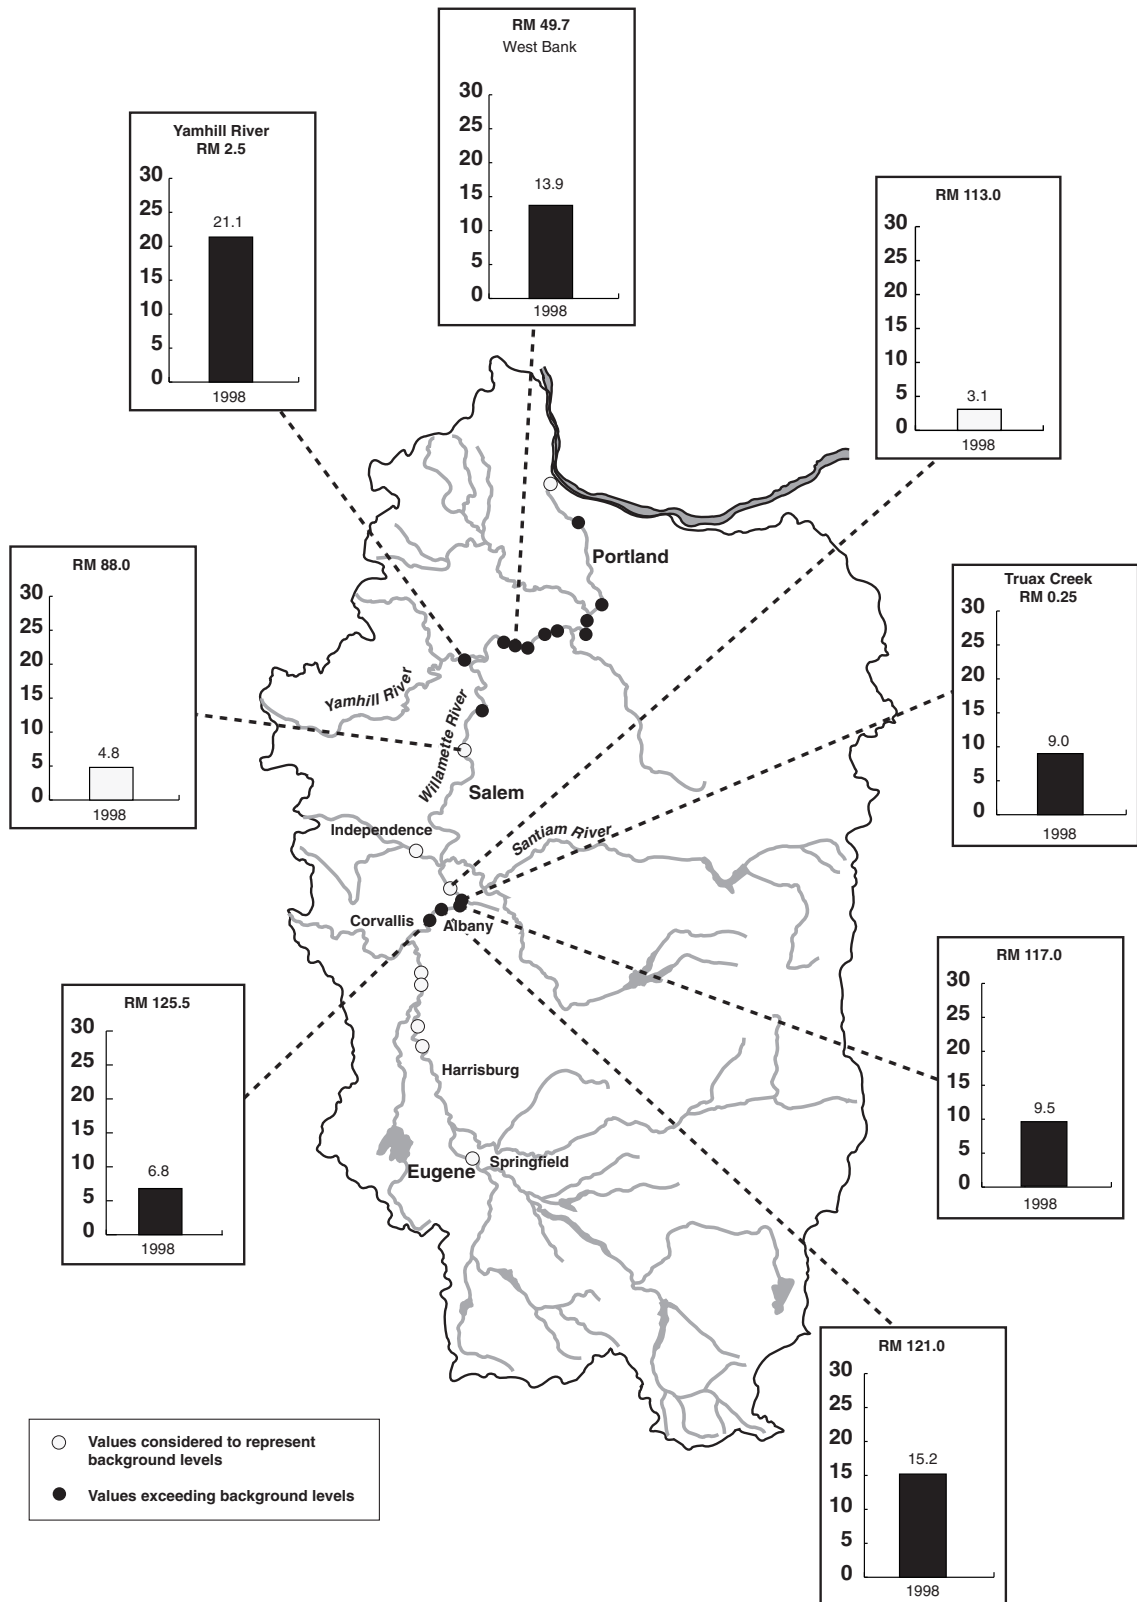 RM 49.7
West Bank
30
25
20
15
10
5
0
13.9
1998
Yamhill River
RM 2.5
30
25
20
15
10
5
0
21.1
1998
RM 113.0
30
25
20
15
10
5
0
3.1
1998
RM 88.0
30
25
20
15
10
5
0
4.8
1998
Truax Creek
RM 0.25
30
25
20
15
10
5
0
9.0
1998
Portland
Yamhill River
Willamette River
Salem
Independence
Santiam River
Corvallis
Albany
Harrisburg
Eugene
Springfield
RM 125.5
30
25
20
15
10
5
0
6.8
1998
RM 117.0
30
25
20
15
10
5
0
9.5
1998
RM 121.0
30
25
20
15
10
5
0
15.2
1998
Values considered to represent
background levels
Values exceeding background levels